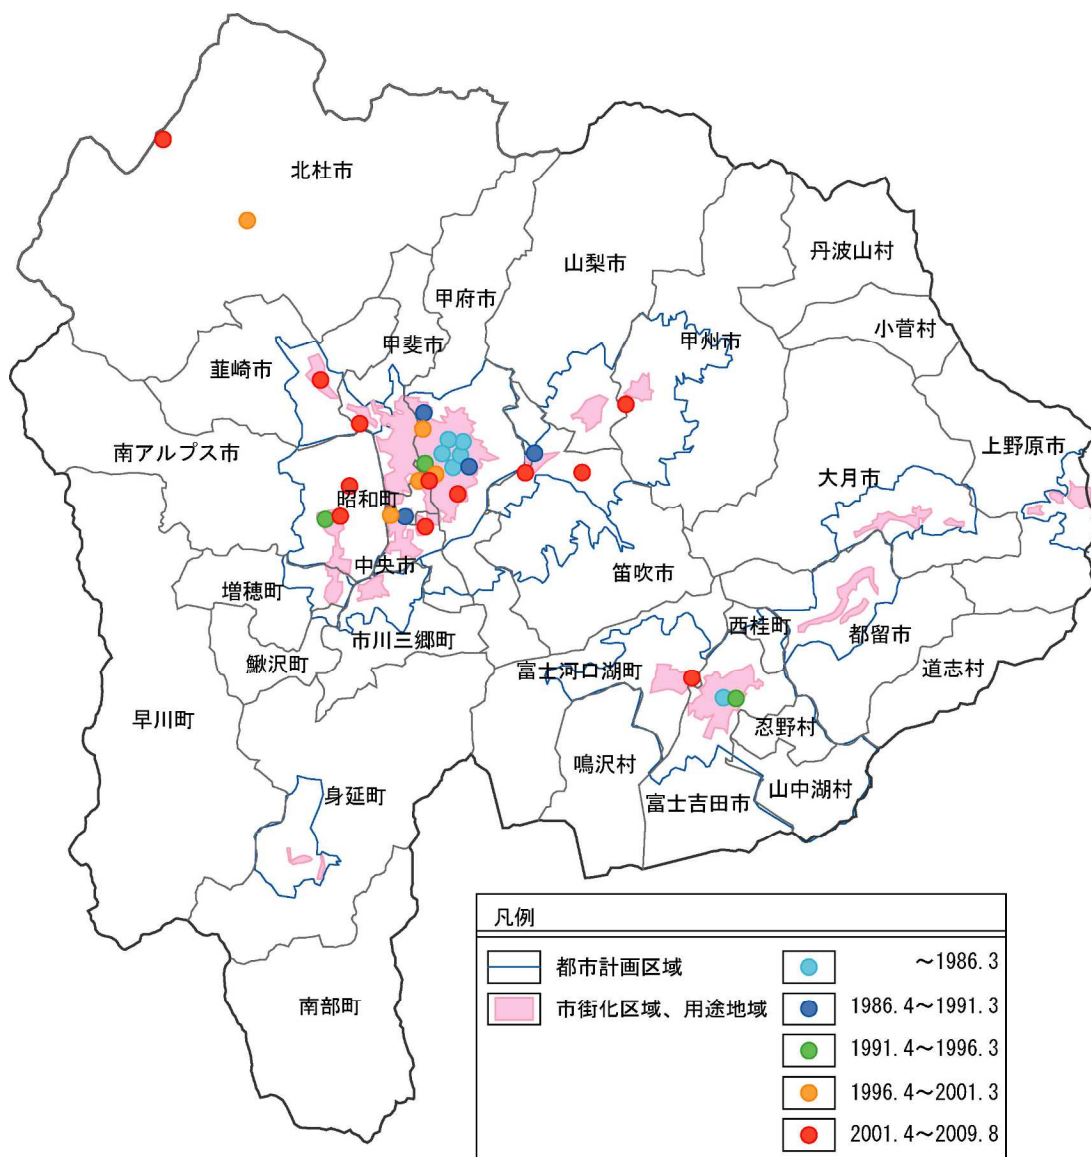 北杜市
丹波山村
山梨市
甲府市
小菅村
甲州市
甲斐市
韮崎市
上野原市
南アルプス市
大月市
昭和町
中央市
笛吹市
増穂町
西桂町
市川三郷町
都留市
鰍沢町
富士河口湖町
道志村
早川町
忍野村
鳴沢村
山中湖村
身延町
富士吉田市
南部町
凡例
都市計画区域
市街化区域、用途地域
～1986.3
1986.4～1991.3
1991.4～1996.3
1996.4～2001.3
2001.4～2009.8